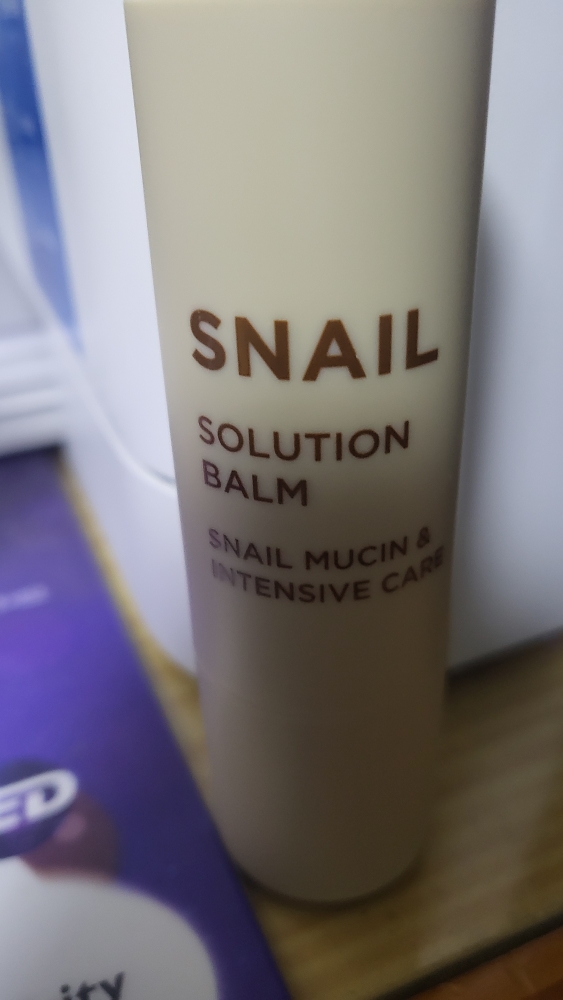 SNAIL
SOLUTION
BALM
SNAIL MUCIN &
INTENSIVE CARE